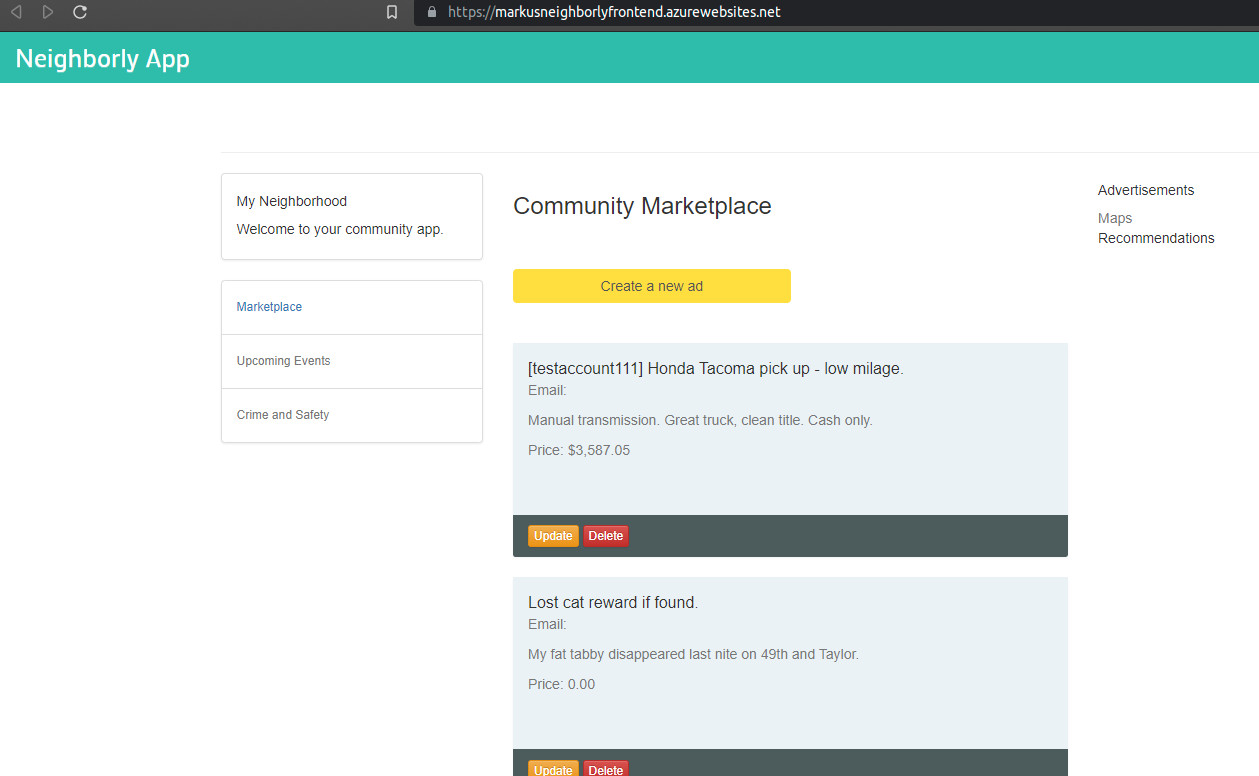 https://markusneighborlyfrontend.azurewebsites.net
Neighborly App
My Neighborhood
Welcome to your community app.
Marketplace
Upcoming Events
Crime and Safety
Community Marketplace
Create a new ad
[testaccount111] Honda Tacoma pick up - low milage.
Email:
Manual transmission. Great truck, clean title. Cash only.
Price: $3,587.05
Update Delete
Lost cat reward if found.
Email:
My fat tabby disappeared last nite on 49th and Taylor.
Price: 0.00
Update Delete
Advertisements
Maps
Recommendations